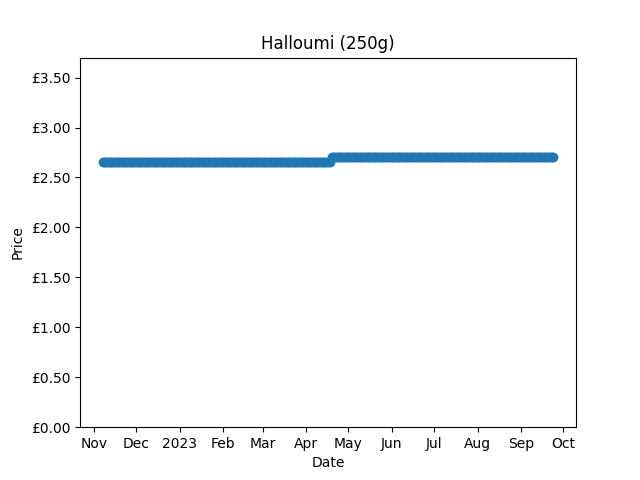 Halloumi (250g)
£3.50
£3.00
£2.50
£2.00
£1.50
£1.00
£0.50
£0.00
Price
Nov Dec 2023 Feb Mar Apr May Jun Jul Aug Sep Oct
Date